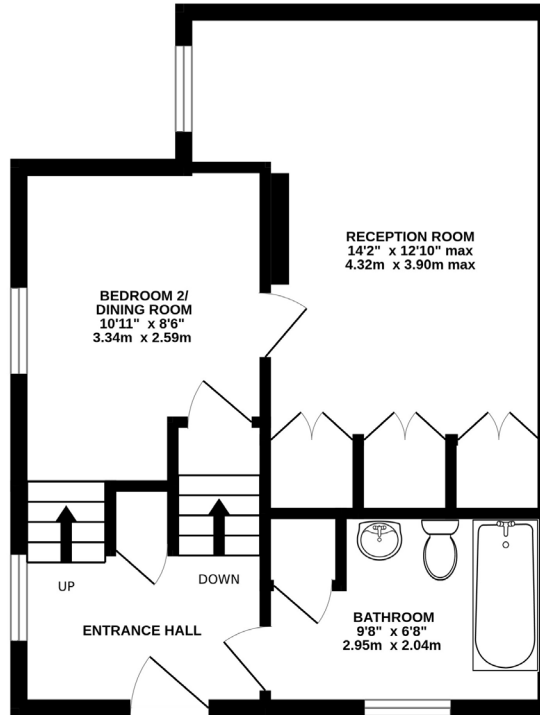 RECEPTION ROOM
14'2" x 12'10" max
4.32m x 3.90m max
BEDROOM 2/
DINING ROOM
10'11" x 8'6"
3.34m x 2.59m
UP
DOWN
ENTRANCE HALL
BATHROOM
9'8" x 6'8"
2.95m x 2.04m